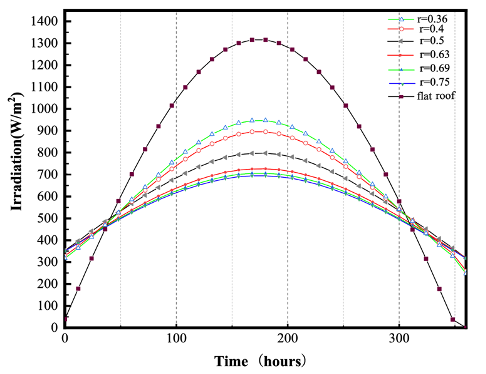 1400
1300
1200
1100
1000
900
800
700
600
500
400
300
200
100
0
Irradiation(W/m²)
r=0.36
r=0.4
r=0.5
r=0.63
r=0.69
r=0.75
flat roof
0 100 200 300
Time (hours)